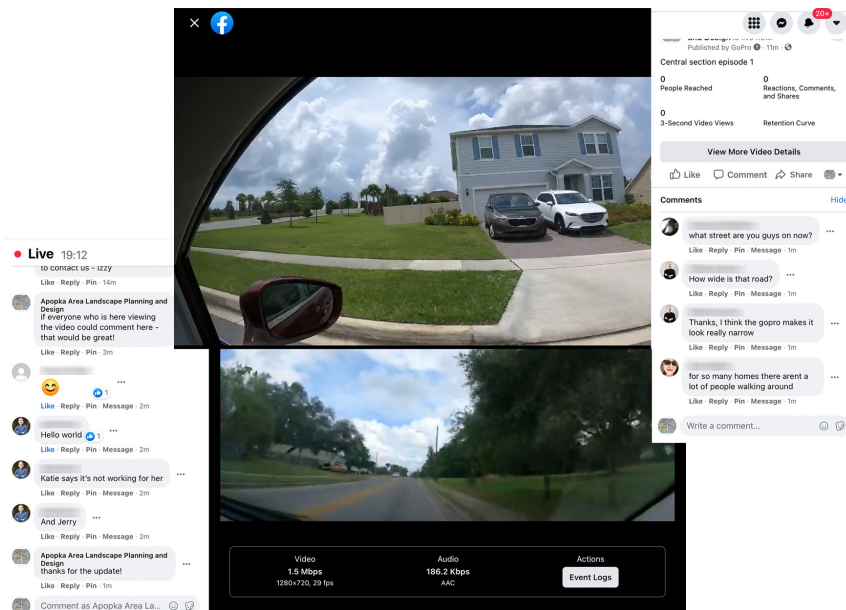 Live 19:12
to contact us - Izzy
Like · Reply · Pin · 14m
Apopka Area Landscape Planning and
Design
if everyone who is here viewing
the video could comment here -
that would be great!
Like · Reply · Pin · 3m
1
Like · Reply · Pin · Message · 2m
Hello world
1
Like · Reply · Pin · Message · 2m
Katie says it's not working for her
Like · Reply · Pin · Message · 2m
And Jerry
Like · Reply · Pin · Message · 2m
Apopka Area Landscape Planning and
Design
thanks for the update!
Like · Reply · Pin · 1m
Comment as Apopka Area La...
Video
1.5 Mbps
1280×720, 29 fps
Audio
186.2 Kbps
AAC
Actions
Event Logs
20+
Published by GoPro · 11m ·
Central section episode 1
0
People Reached
0
Reactions, Comments,
and Shares
0
3-Second Video Views
Retention Curve
View More Video Details
Like Comment Share
Comments
Hide
what street are you guys on now?
Like · Reply · Pin · Message · 1m
How wide is that road?
Like · Reply · Pin · Message · 1m
Thanks, I think the gopro makes it
look really narrow
Like · Reply · Pin · Message · 1m
for so many homes there arent a
lot of people walking around
Like · Reply · Pin · Message · 1m
Write a comment...